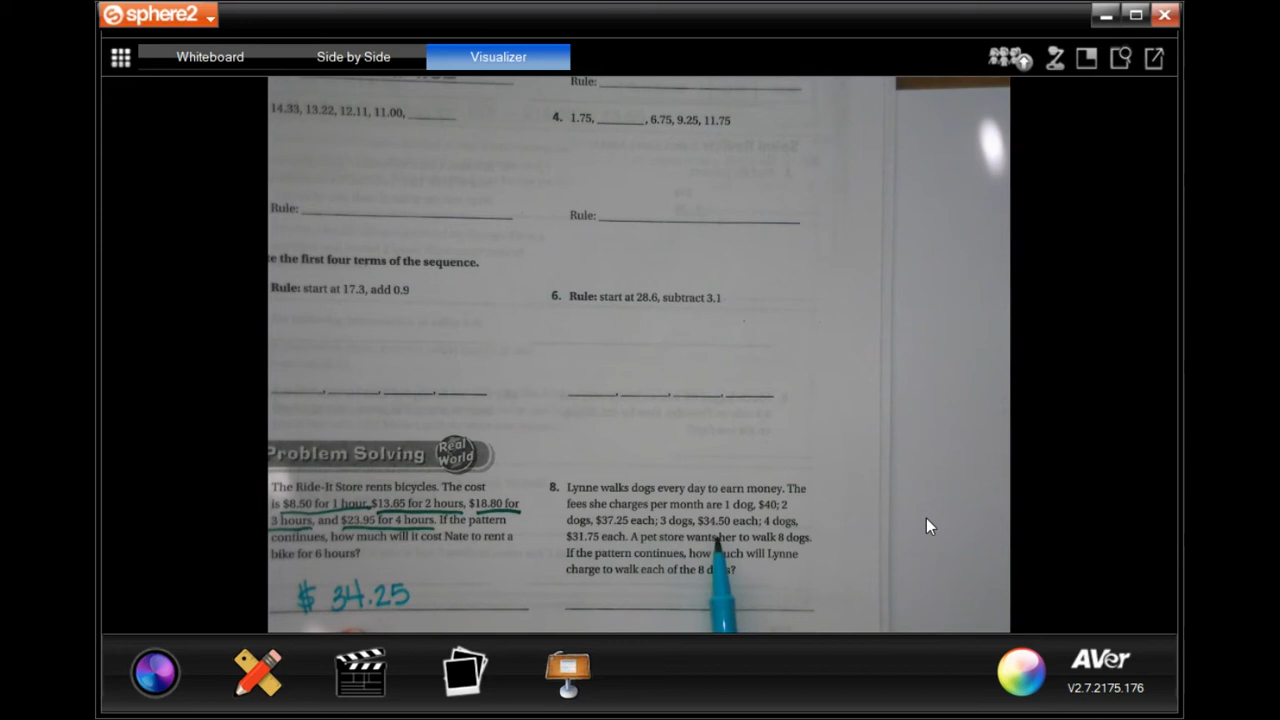 sphere2
Whiteboard
Side by Side
Visualizer
Rule:
14.33, 13.22, 12.11, 11.00,
4. 1.75, ______, 6.75, 9.25, 11.75
Rule:
Rule:
e the first four terms of the sequence.
Rule: start at 17.3, add 0.9
6. Rule: start at 28.6, subtract 3.1
Problem Solving Real World
The Ride-It Store rents bicycles. The cost
is $8.50 for 1 hour, $13.65 for 2 hours, $18.80 for
3 hours, and $23.95 for 4 hours. If the pattern
continues, how much will it cost Nate to rent a
bike for 6 hours?
$ 34.25
8. Lynne walks dogs every day to earn money. The
fees she charges per month are 1 dog, $40; 2
dogs, $37.25 each; 3 dogs, $34.50 each; 4 dogs,
$31.75 each. A pet store wants her to walk 8 dogs.
If the pattern continues, how much will Lynne
charge to walk each of the 8 dogs?
AVer
V2.7.2175.176